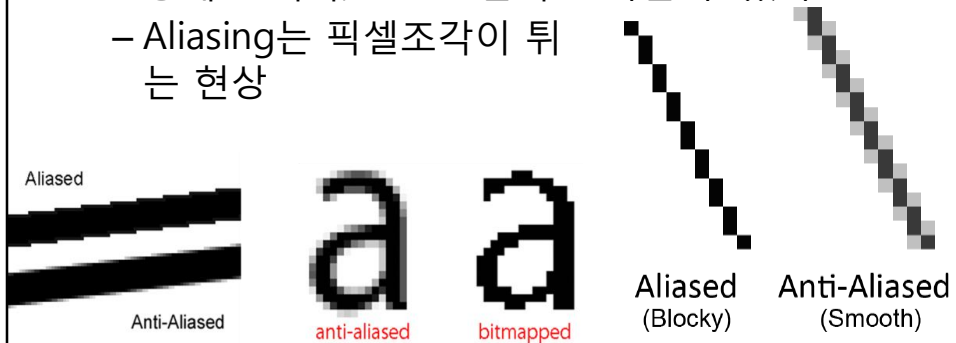 – Aliasing는 픽셀조각이 튀
는 현상
Aliased
Anti-Aliased
a
anti-aliased
a
bitmapped
Aliased
(Blocky)
Anti-Aliased
(Smooth)